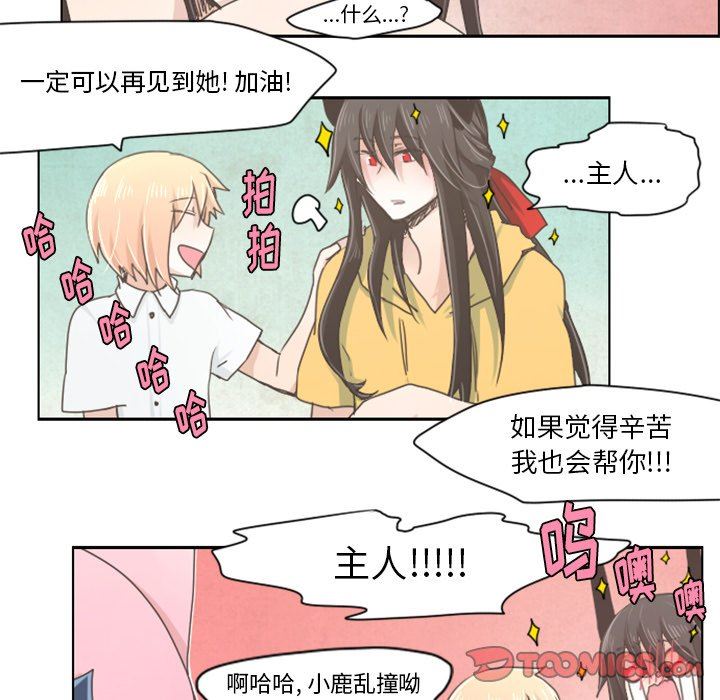 ...什么...?
一定可以再见到她! 加油!
...主人...
拍
拍
哈
哈
哈
哈
哈
如果觉得辛苦
我也会帮你!!!
主人!!!!!
呜
噢
噢
啊哈哈, 小鹿乱撞呦
TOOMICS.COM